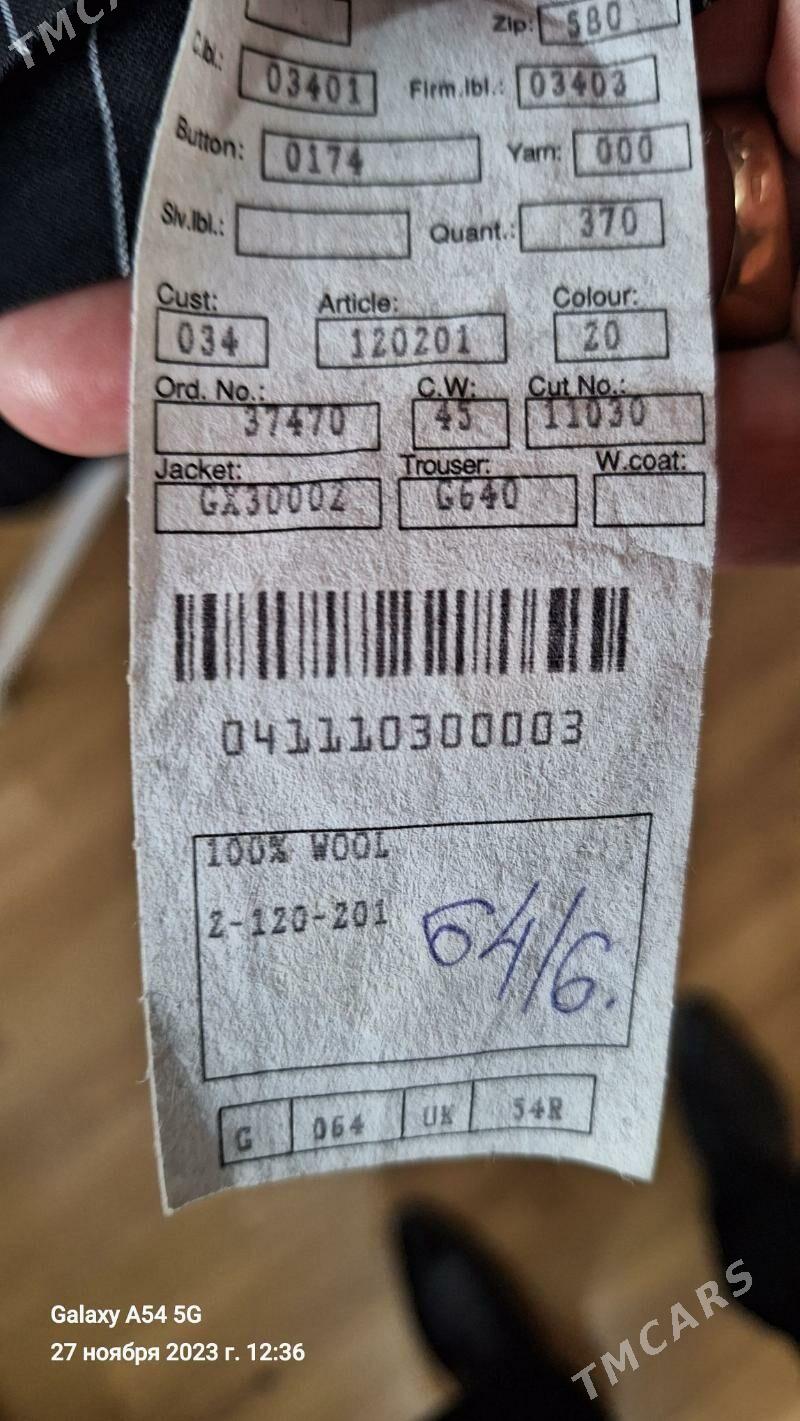 TMCARS
Zip: 580
C.lbl.: 03401 Firm.lbl.: 03403
Button: 0174 Yarn: 000
Slv.lbl.: Quant.: 370
Cust: Article: Colour:
034 120201 20
Ord. No.: C.W: Cut No.:
37470 45 11030
Jacket: Trouser: W.coat:
GX30002 G640
041110300003
100% WOOL
2-120-201 64/6.
G 064 UK 54R
Galaxy A54 5G
27 ноября 2023 г. 12:36
TMCARS